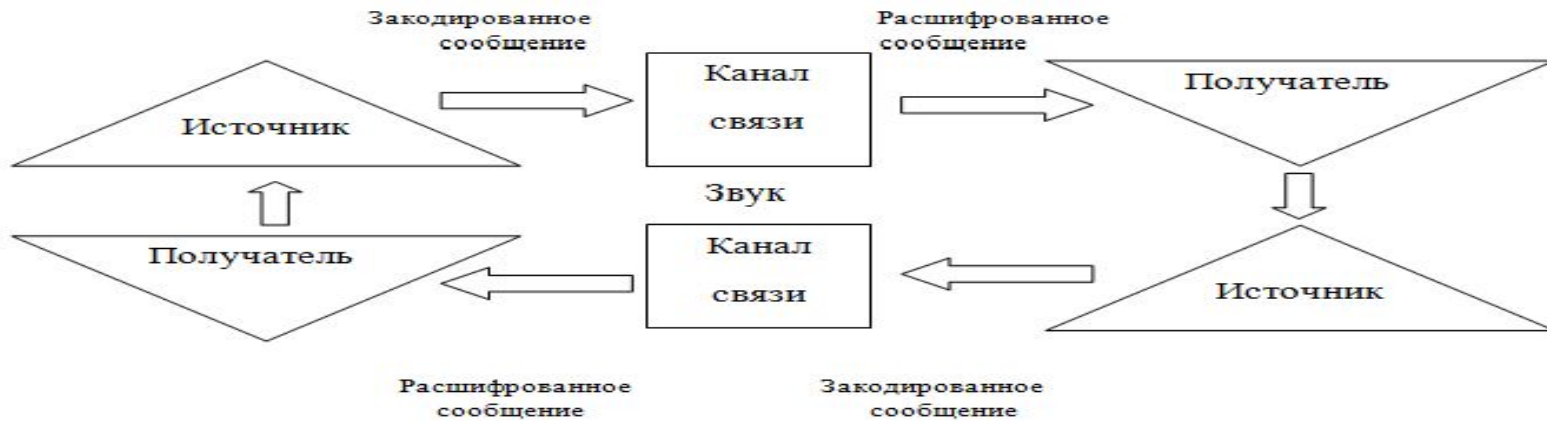 Закодированное
сообщение
Расшифрованное
сообщение
Источник
Канал
связи
Получатель
Звук
Получатель
Канал
связи
Источник
Расшифрованное
сообщение
Закодированное
сообщение